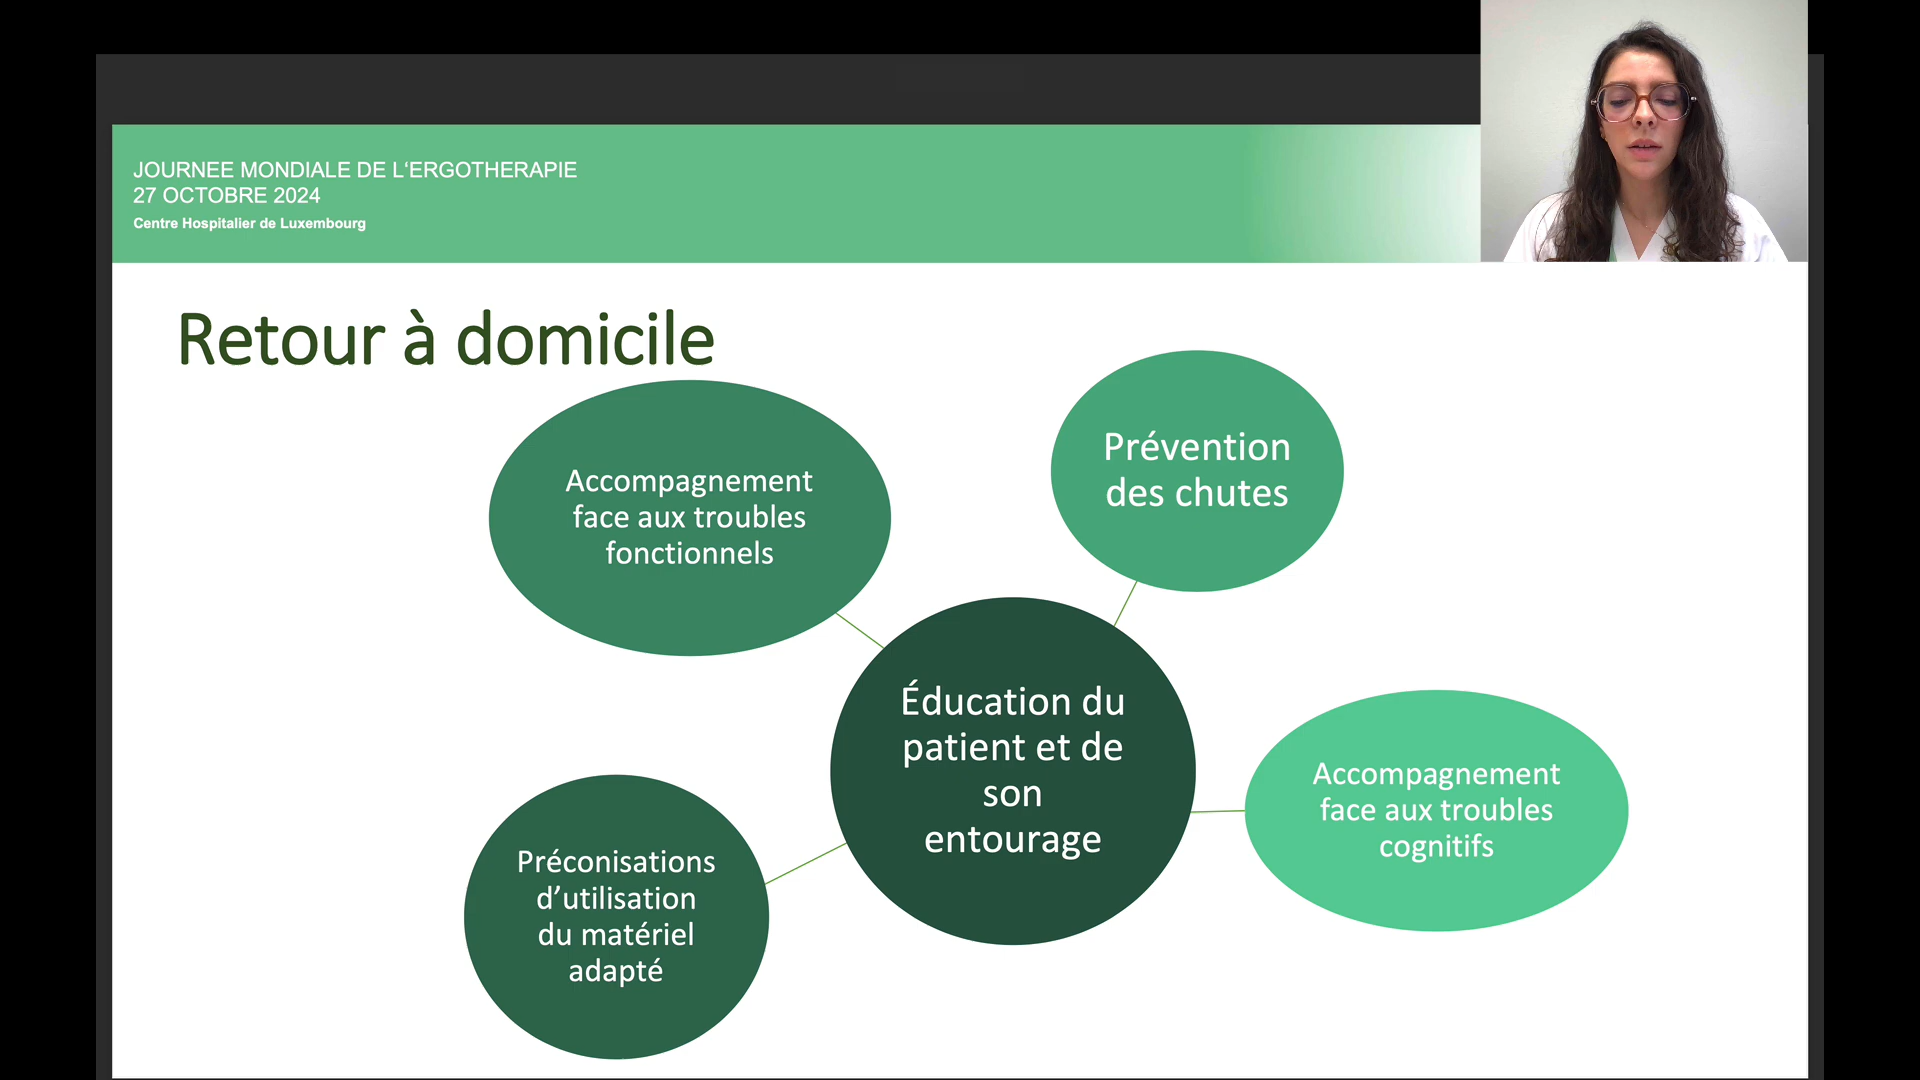 JOURNEE MONDIALE DE L‘ERGOTHERAPIE
27 OCTOBRE 2024
Centre Hospitalier de Luxembourg
Retour à domicile
Accompagnement
face aux troubles
fonctionnels
Prévention
des chutes
Éducation du
patient et de
son
entourage
Accompagnement
face aux troubles
cognitifs
Préconisations
d’utilisation
du matériel
adapté